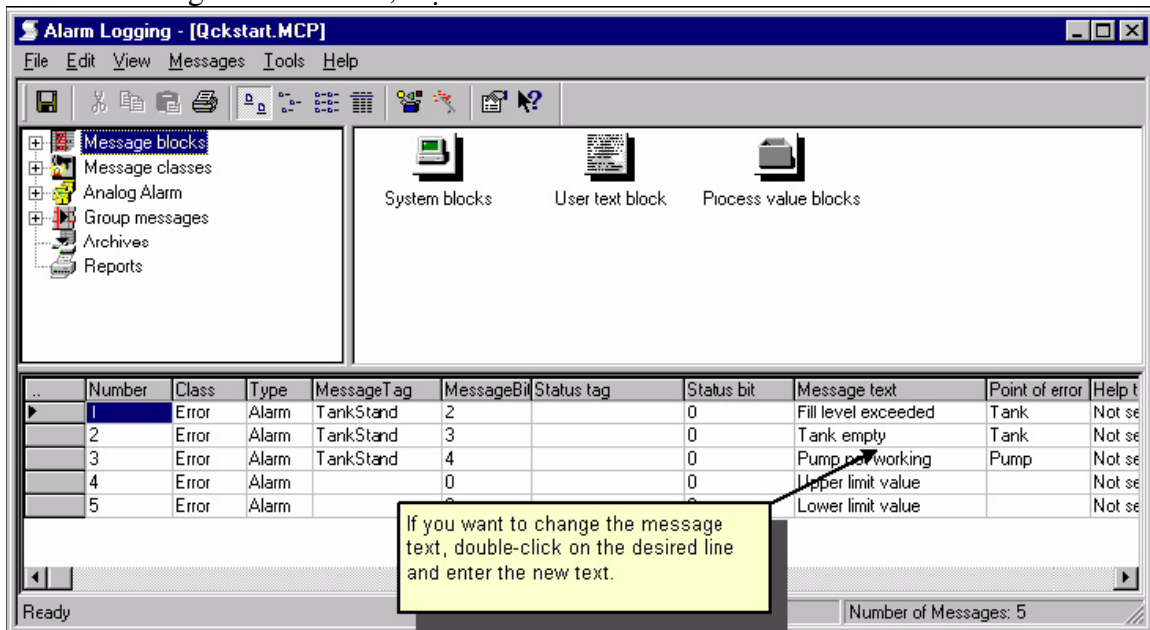 Alarm Logging - [Qckstart.MCP]
File Edit View Messages Tools Help
Message blocks
Message classes
Analog Alarm
Group messages
Archives
Reports
System blocks User text block Process value blocks
.. Number Class Type MessageTag MessageBi Status tag Status bit Message text Point of error Help t
1 Error Alarm TankStand 2 0 Fill level exceeded Tank Not se
2 Error Alarm TankStand 3 0 Tank empty Tank Not se
3 Error Alarm TankStand 4 0 Pump not working Pump Not se
4 Error Alarm 0 0 Upper limit value Not se
5 Error Alarm Lower limit value Not se
If you want to change the message
text, double-click on the desired line
and enter the new text.
Ready Number of Messages: 5